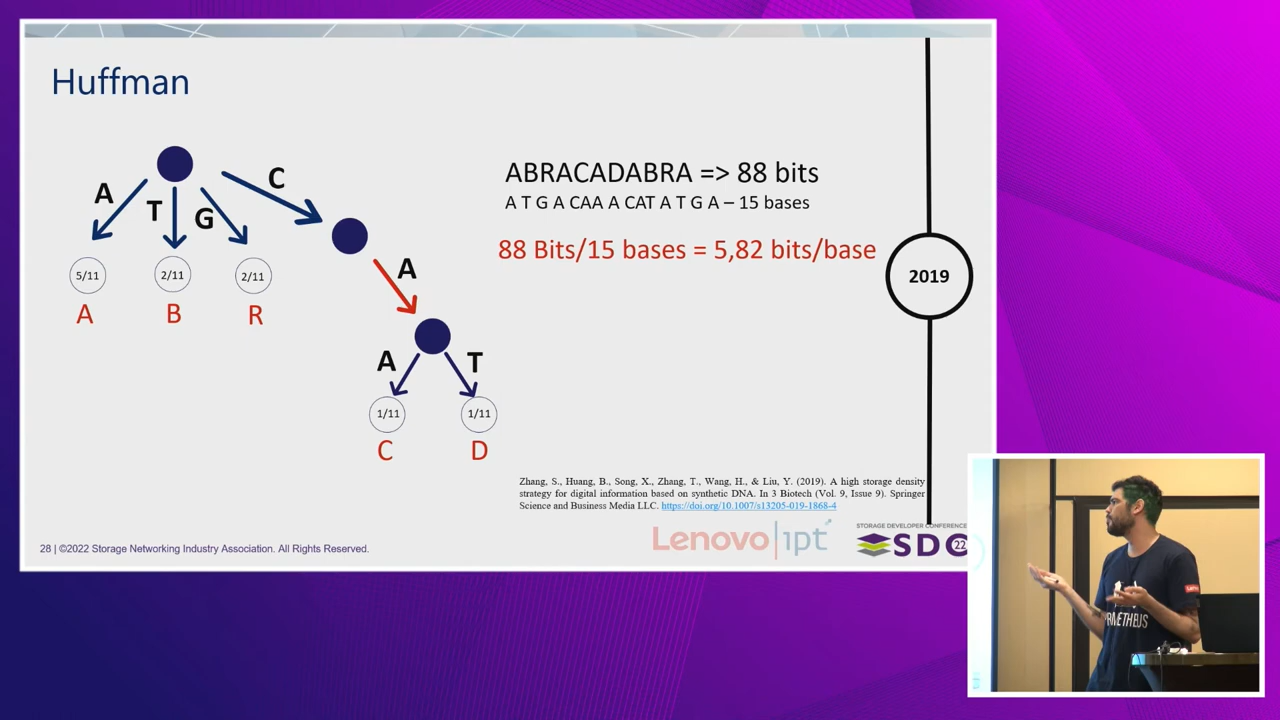 Huffman
A
T
G
C
5/11
2/11
2/11
A
B
R
A
A
T
1/11
1/11
C
D
ABRACADABRA => 88 bits
A T G A CAA A CAT A T G A – 15 bases
88 Bits/15 bases = 5,82 bits/base
2019
Zhang, S., Huang, B., Song, X., Zhang, T., Wang, H., & Liu, Y. (2019). A high storage density
strategy for digital information based on synthetic DNA. In 3 Biotech (Vol. 9, Issue 9). Springer
Science and Business Media LLC. https://doi.org/10.1007/s13205-019-1868-4
28 | ©2022 Storage Networking Industry Association. All Rights Reserved.
Lenovo ipt
STORAGE DEVELOPER CONFERENCE
SDC 22